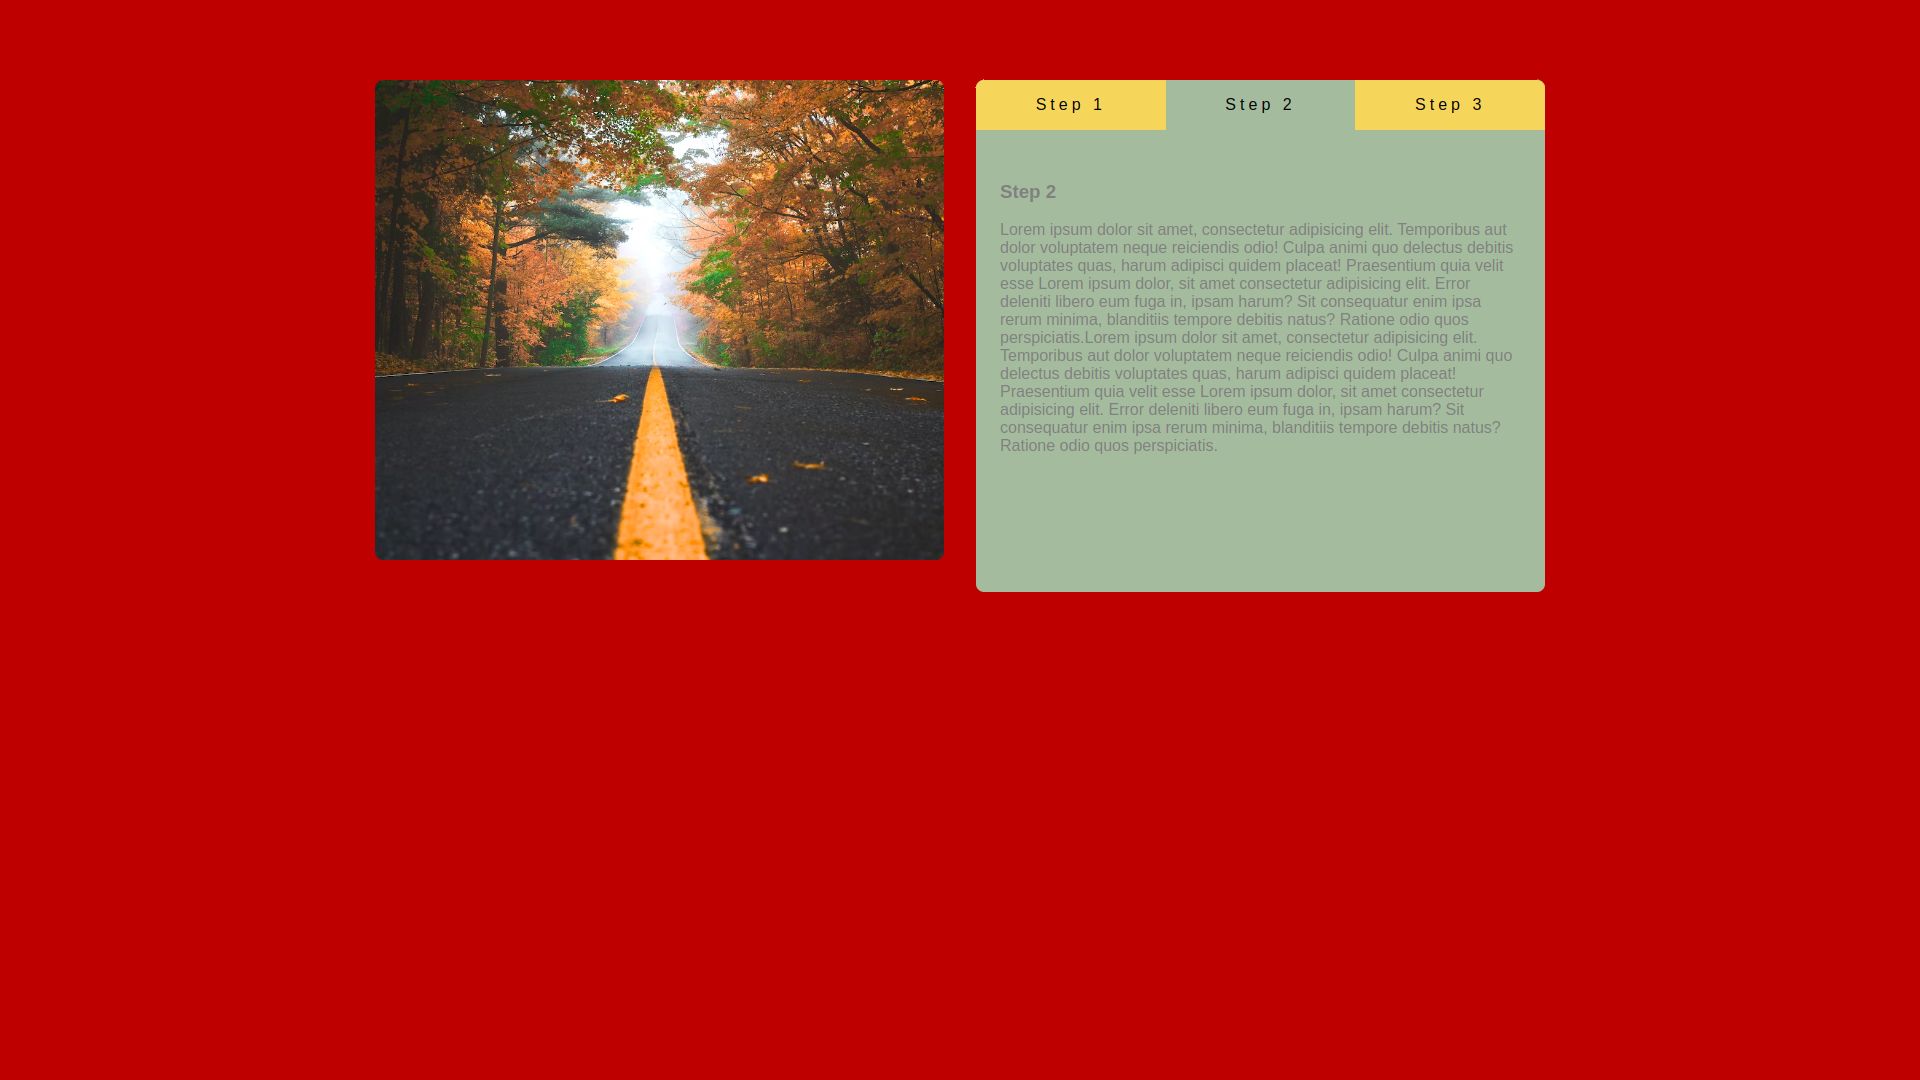 Step 1
Step 2
Step 3
Step 2
Lorem ipsum dolor sit amet, consectetur adipisicing elit. Temporibus aut
dolor voluptatem neque reiciendis odio! Culpa animi quo delectus debitis
voluptates quas, harum adipisci quidem placeat! Praesentium quia velit
esse Lorem ipsum dolor, sit amet consectetur adipisicing elit. Error
deleniti libero eum fuga in, ipsam harum? Sit consequatur enim ipsa
rerum minima, blanditiis tempore debitis natus? Ratione odio quos
perspiciatis.Lorem ipsum dolor sit amet, consectetur adipisicing elit.
Temporibus aut dolor voluptatem neque reiciendis odio! Culpa animi quo
delectus debitis voluptates quas, harum adipisci quidem placeat!
Praesentium quia velit esse Lorem ipsum dolor, sit amet consectetur
adipisicing elit. Error deleniti libero eum fuga in, ipsam harum? Sit
consequatur enim ipsa rerum minima, blanditiis tempore debitis natus?
Ratione odio quos perspiciatis.